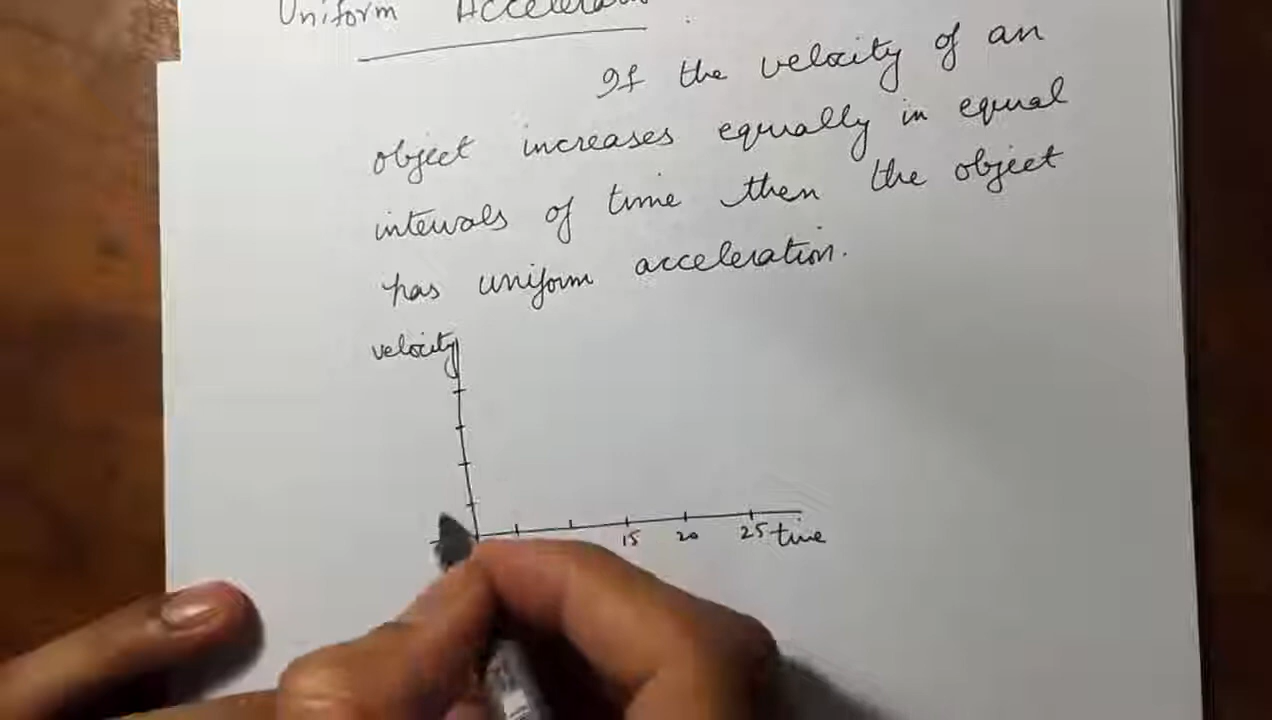 Uniform
If the velocity of an
object increases equally in equal
intervals of time then the object
has uniform acceleration.
velocity
15 20 25 time